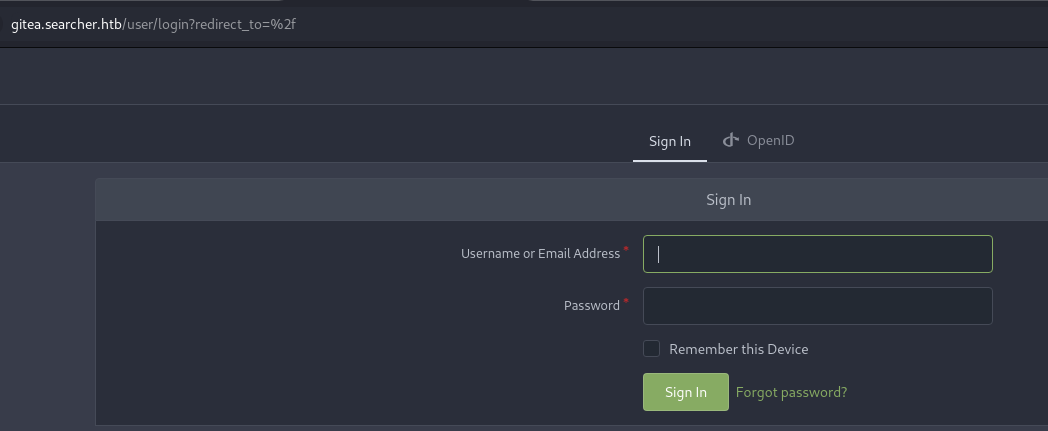 gitea.searcher.htb/user/login?redirect_to=%2f
Sign In OpenID
Sign In
Username or Email Address *
Password *
Remember this Device
Sign In Forgot password?